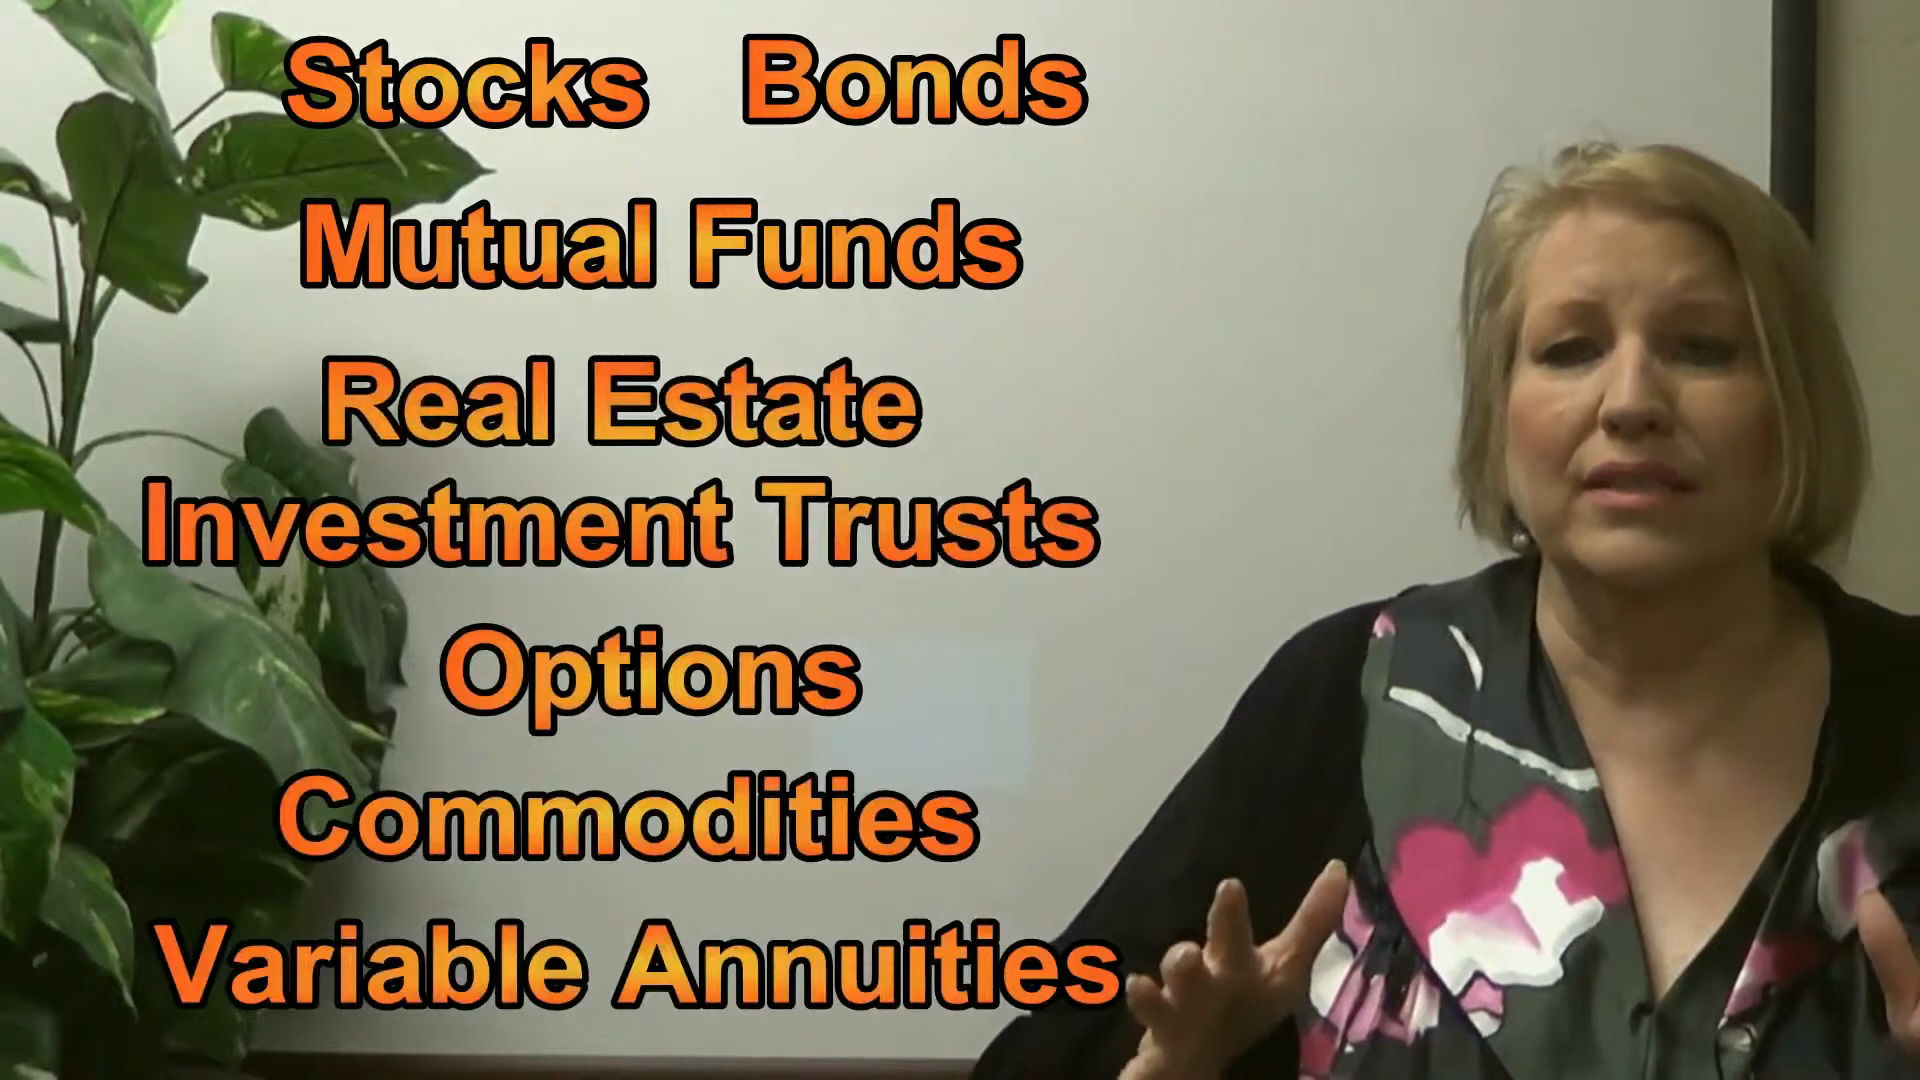 Stocks Bonds
Mutual Funds
Real Estate
Investment Trusts
Options
Commodities
Variable Annuities